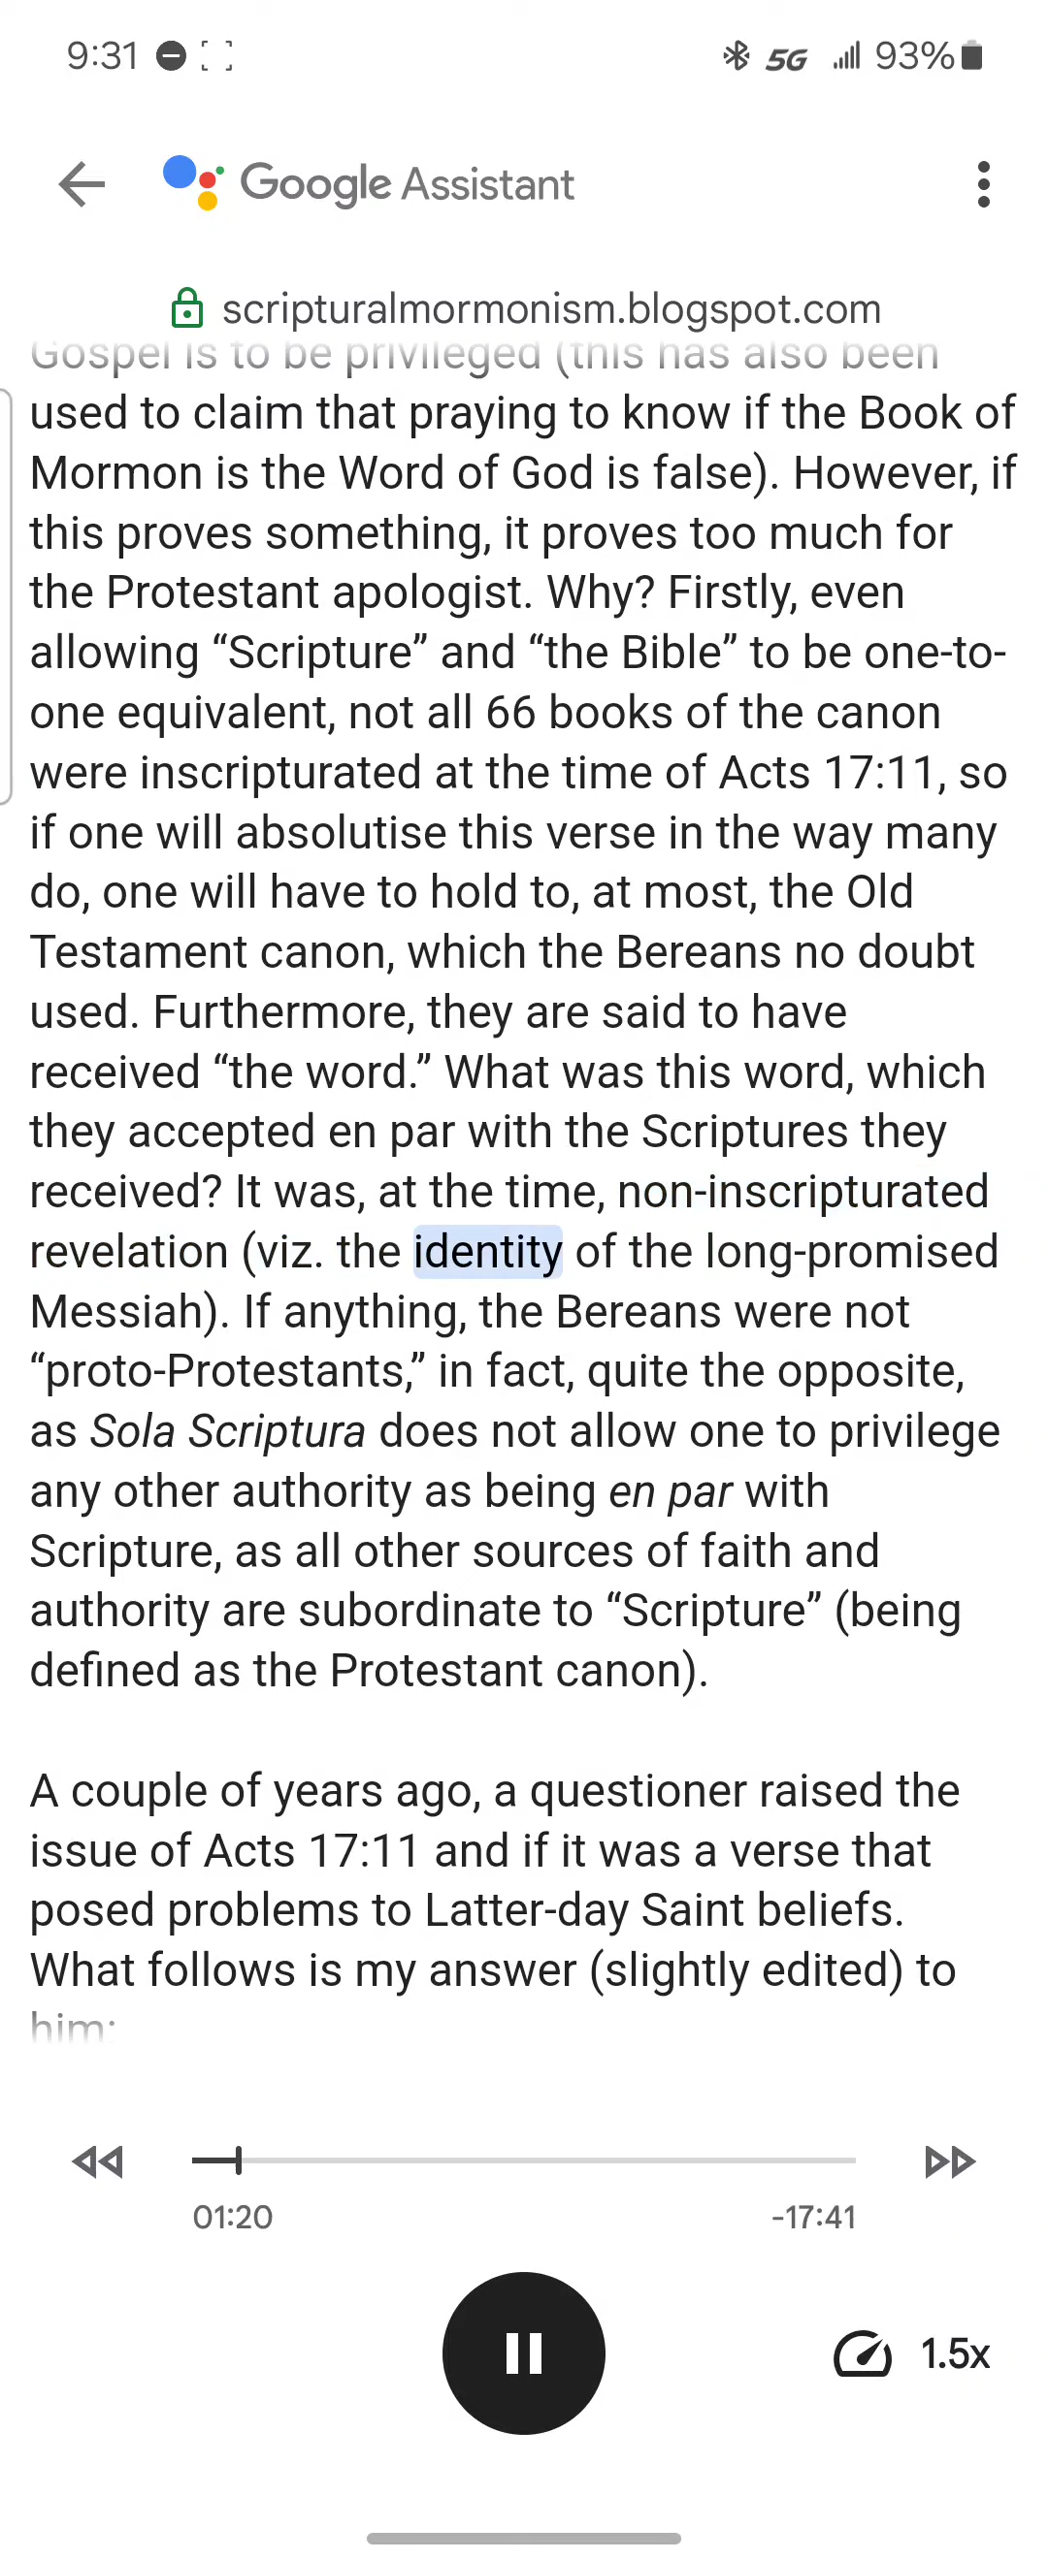 9:31
5G
93%
Google Assistant
scripturalmormonism.blogspot.com
Gospel is to be privileged (this has also been
used to claim that praying to know if the Book of
Mormon is the Word of God is false). However, if
this proves something, it proves too much for
the Protestant apologist. Why? Firstly, even
allowing “Scripture” and “the Bible” to be one-to-
one equivalent, not all 66 books of the canon
were inscripturated at the time of Acts 17:11, so
if one will absolutise this verse in the way many
do, one will have to hold to, at most, the Old
Testament canon, which the Bereans no doubt
used. Furthermore, they are said to have
received “the word.” What was this word, which
they accepted en par with the Scriptures they
received? It was, at the time, non-inscripturated
revelation (viz. the identity of the long-promised
Messiah). If anything, the Bereans were not
“proto-Protestants,” in fact, quite the opposite,
as Sola Scriptura does not allow one to privilege
any other authority as being en par with
Scripture, as all other sources of faith and
authority are subordinate to “Scripture” (being
defined as the Protestant canon).
A couple of years ago, a questioner raised the
issue of Acts 17:11 and if it was a verse that
posed problems to Latter-day Saint beliefs.
What follows is my answer (slightly edited) to
him:
01:20
-17:41
1.5x